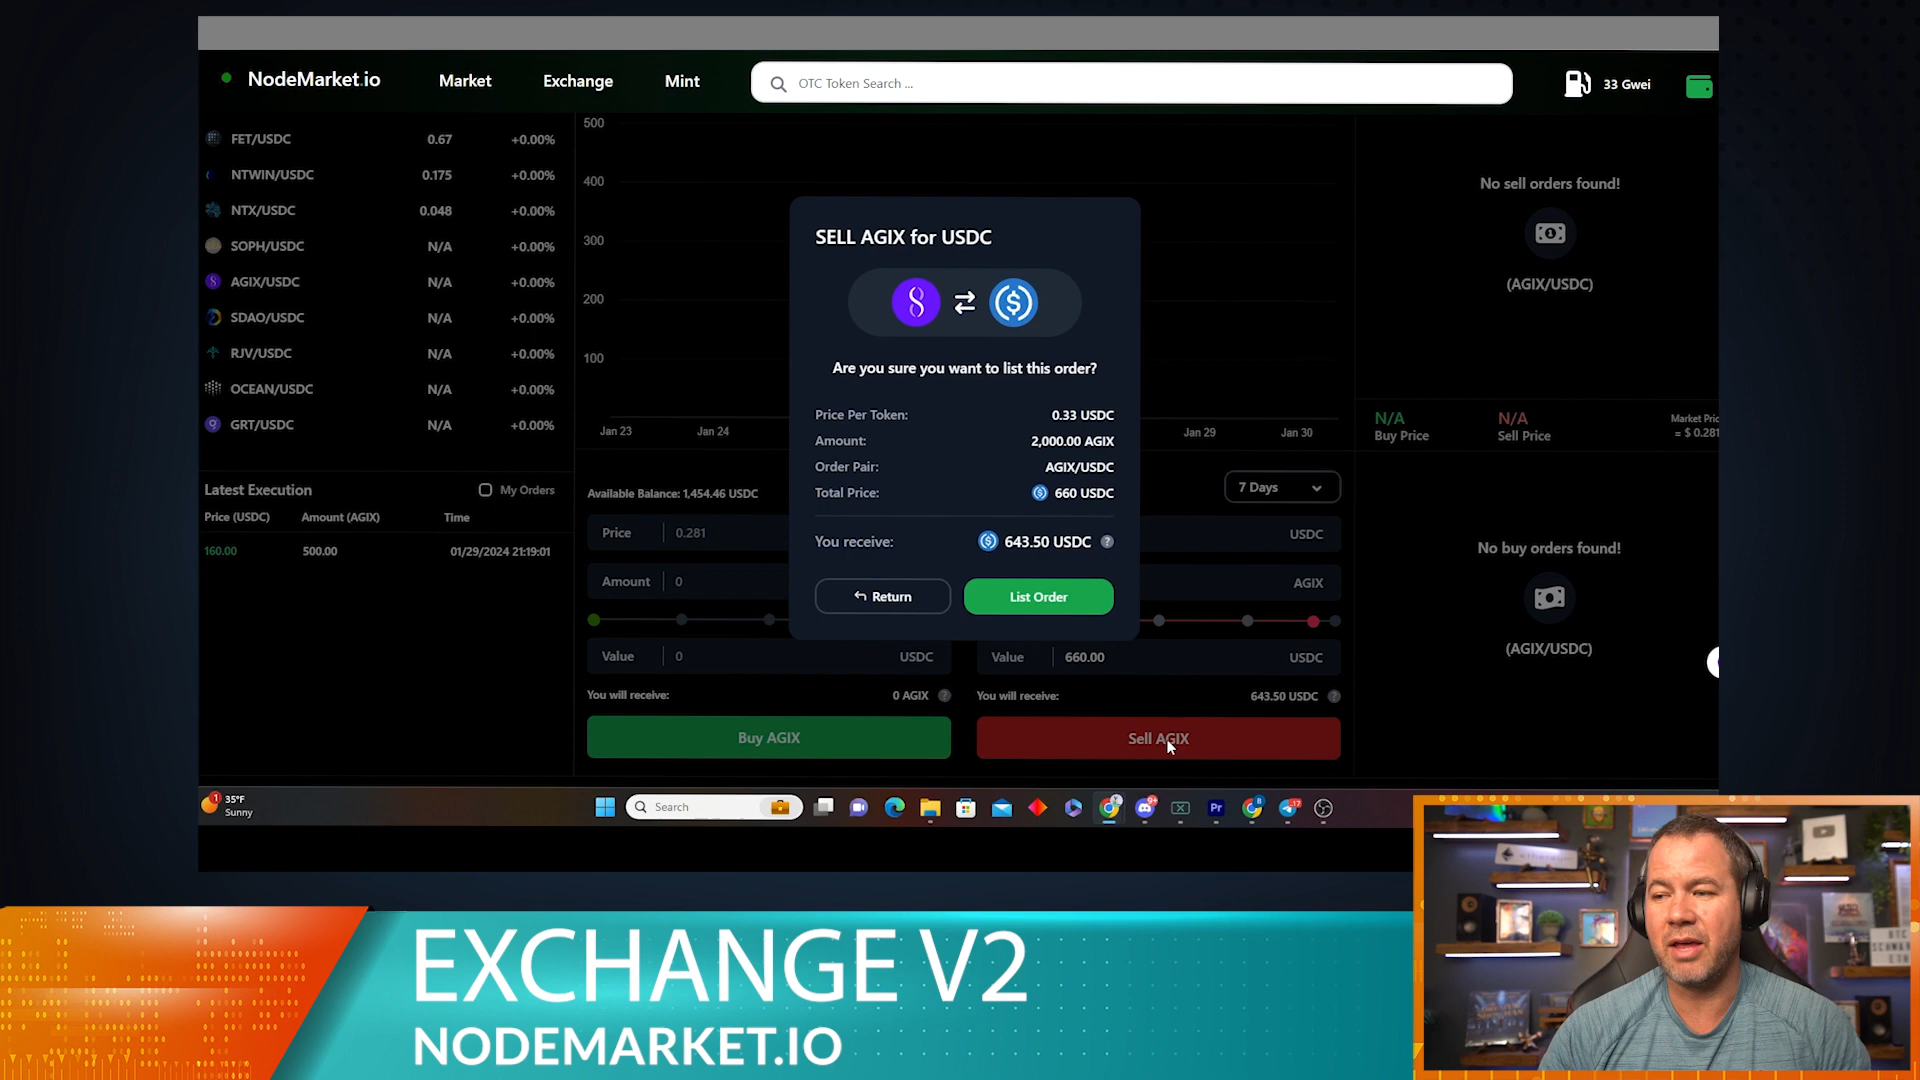 NodeMarket.io
Market
Exchange
Mint
OTC Token Search ...
33 Gwei
FET/USDC 0.67 +0.00%
NTWIN/USDC 0.175 +0.00%
NTX/USDC 0.048 +0.00%
SOPH/USDC N/A +0.00%
AGIX/USDC N/A +0.00%
SDAO/USDC N/A +0.00%
RJV/USDC N/A +0.00%
OCEAN/USDC N/A +0.00%
GRT/USDC N/A +0.00%
Latest Execution
My Orders
Price (USDC) Amount (AGIX) Time
160.00 500.00 01/29/2024 21:19:01
500
400
300
200
100
Jan 23
Jan 24
Jan 29
Jan 30
Available Balance: 1,454.46 USDC
7 Days
Price 0.281
USDC
Amount 0
AGIX
Value 0 USDC
Value 660.00 USDC
You will receive: 0 AGIX
You will receive: 643.50 USDC
Buy AGIX
Sell AGIX
SELL AGIX for USDC
Are you sure you want to list this order?
Price Per Token: 0.33 USDC
Amount: 2,000.00 AGIX
Order Pair: AGIX/USDC
Total Price: 660 USDC
You receive: 643.50 USDC
Return
List Order
No sell orders found!
(AGIX/USDC)
N/A
Buy Price
N/A
Sell Price
Market Pric
= $ 0.281
No buy orders found!
(AGIX/USDC)
1
35°F
Sunny
Search
Pr
EXCHANGE V2
NODEMARKET.IO